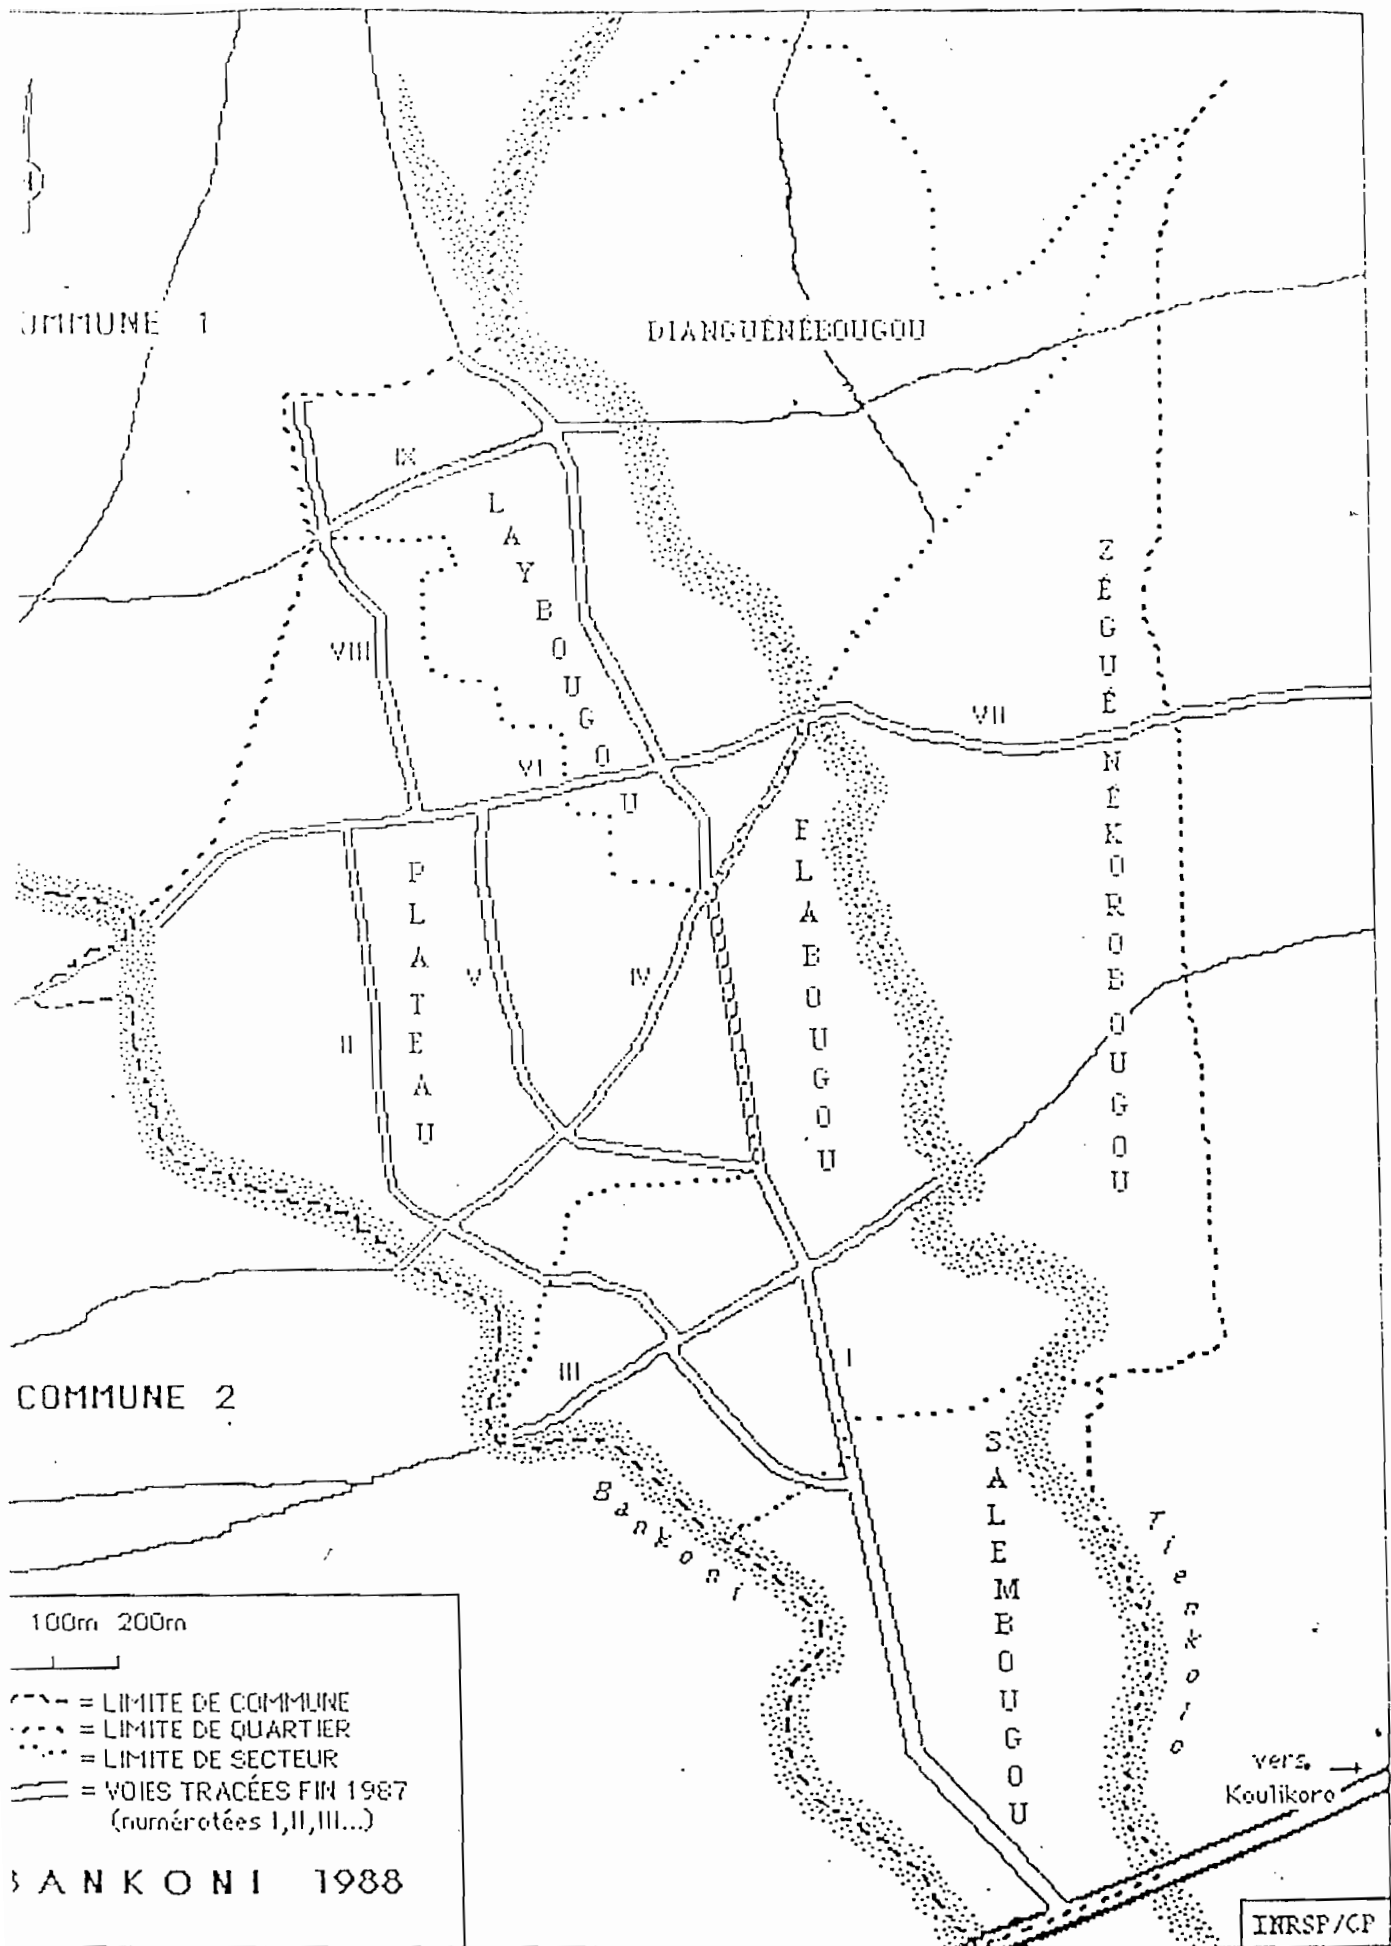 OMMUNE 1
DIANGUÉNÉBOUGOU
IX
LAYBOUGOU
ZÉGUÉNÉKOROBOUGOU
VIII
VII
VI
ELABOUGOU
PLATEAU
V
IV
II
I
III
COMMUNE 2
SALEMBOUGOU
Bankoni
Tienkolo
100m 200m
= LIMITE DE COMMUNE
= LIMITE DE QUARTIER
= LIMITE DE SECTEUR
= VOIES TRACÉES FIN 1987
(numérotées I,II,III...)
ANKONI 1988
vers
Koulikoro
INRSP/CP